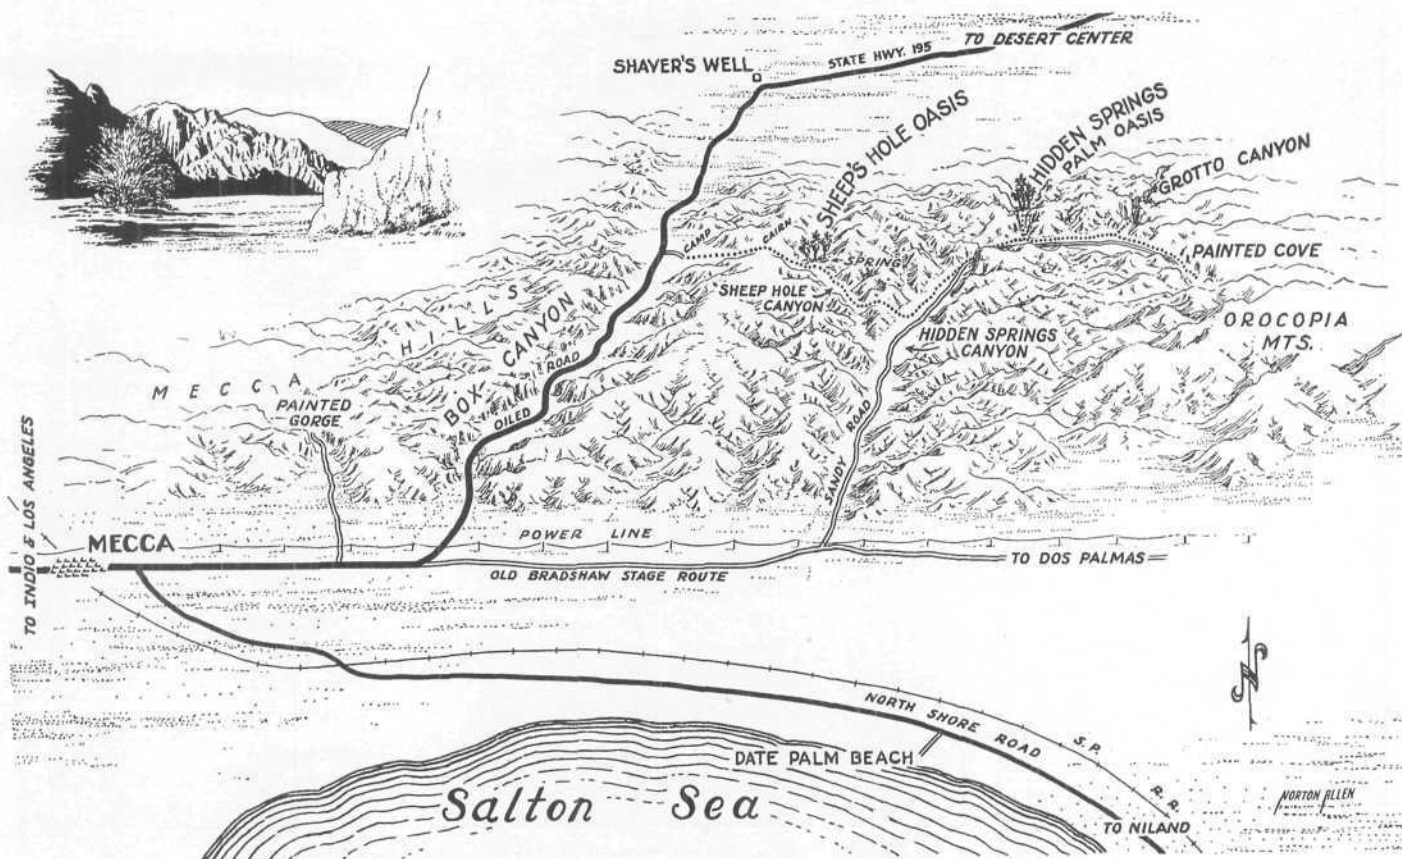 TO DESERT CENTER
STATE HWY. 195
SHAVER'S WELL
SHEEP'S HOLE OASIS
HIDDEN SPRINGS
PALM OASIS
GROTTO CANYON
CAMP
CAIRN
SPRING
PAINTED COVE
SHEEP HOLE
CANYON
HIDDEN SPRINGS
CANYON
OROCOPIA
MTS.
MECCA HILLS
BOX CANYON
OILED ROAD
PAINTED
GORGE
SANDY ROAD
TO INDIO & LOS ANGELES
MECCA
POWER LINE
OLD BRADSHAW STAGE ROUTE
TO DOS PALMAS
N
NORTH SHORE ROAD
S.P. R.R.
DATE PALM BEACH
Salton Sea
TO NILAND
NORTON ALLEN